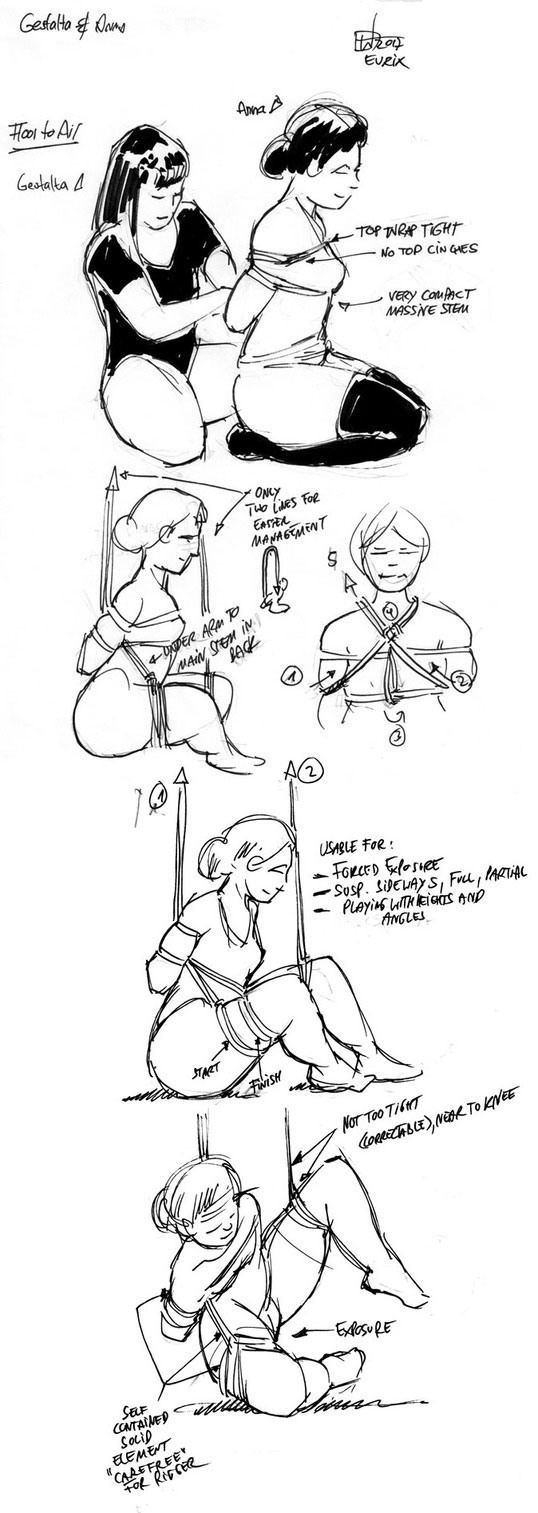 Gestalta & Anna
2017
EURIX
Anna
Floor to Air
Gestalta
TOP WRAP TIGHT
NO TOP CINCHES
VERY COMPACT
MASSIVE STEM
ONLY
TWO LINES FOR
EASIER
MANAGEMENT
UNDER ARM TO
MAIN STEM IN
BACK
5
4
1
2
3
1
2
USABLE FOR:
- FORCED EXPOSURE
- SUSP. SIDEWAYS, FULL, PARTIAL
- PLAYING WITH HEIGHTS AND
ANGLES
START
FINISH
NOT TOO TIGHT
(CORRECTABLE), NEAR TO KNEE
EXPOSURE
SELF
CONTAINED
SOLID
ELEMENT
"CAREFREE"
FOR RIGGER